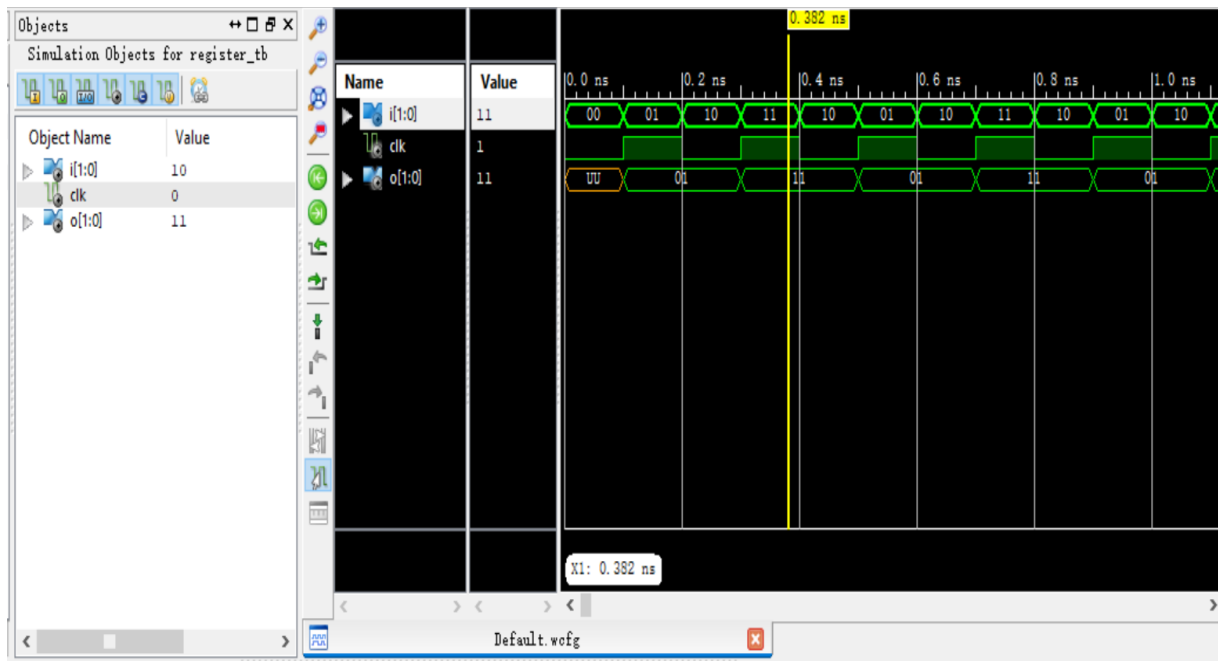 Objects
Simulation Objects for register_tb
Object Name Value
i[1:0] 10
clk 0
o[1:0] 11
0.382 ns
Name Value
0.0 ns 0.2 ns 0.4 ns 0.6 ns 0.8 ns 1.0 ns
i[1:0] 11 00 01 10 11 10 01 10 11 10 01 10
clk 1
o[1:0] 11 UU 01 11 01 11 01
X1: 0.382 ns
Default.wcfg